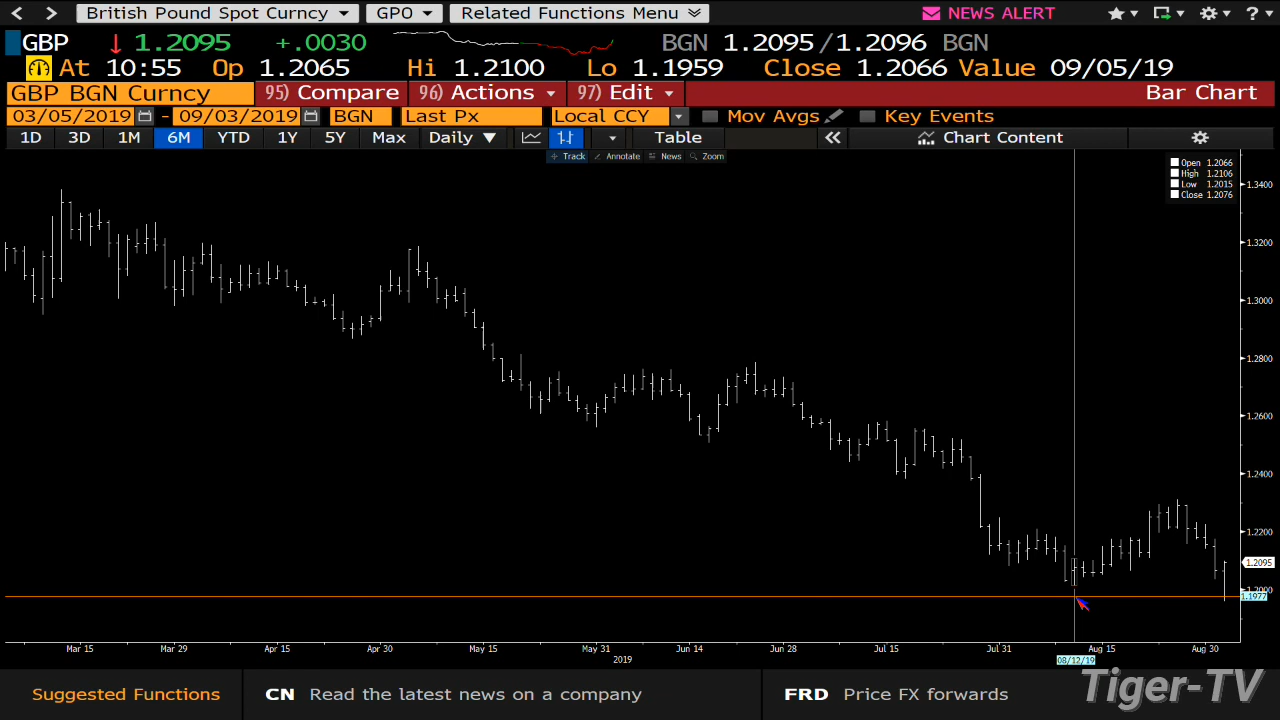 British Pound Spot Curncy GPO Related Functions Menu NEWS ALERT ?
GBP ↓ 1.2095 +.0030 BGN 1.2095/1.2096 BGN
At 10:55 Op 1.2065 Hi 1.2100 Lo 1.1959 Close 1.2066 Value 09/05/19
GBP BGN Curncy 95) Compare 96) Actions 97) Edit Bar Chart
03/05/2019 - 09/03/2019 BGN Last Px Local CCY Mov Avgs Key Events
1D 3D 1M 6M YTD 1Y 5Y Max Daily Table Chart Content
Track Annotate News Zoom
Open 1.2066
High 1.2106
Low 1.2015
Close 1.2076
1.3400
1.3200
1.3000
1.2800
1.2600
1.2400
1.2200
1.2095
1.2000
1.1977
Mar 15 Mar 29 Apr 15 Apr 30 May 15 May 31 Jun 14 Jun 28 Jul 15 Jul 31 Aug 15 Aug 30
2019 08/12/19
Suggested Functions CN Read the latest news on a company FRD Price FX forwards
Tiger-TV